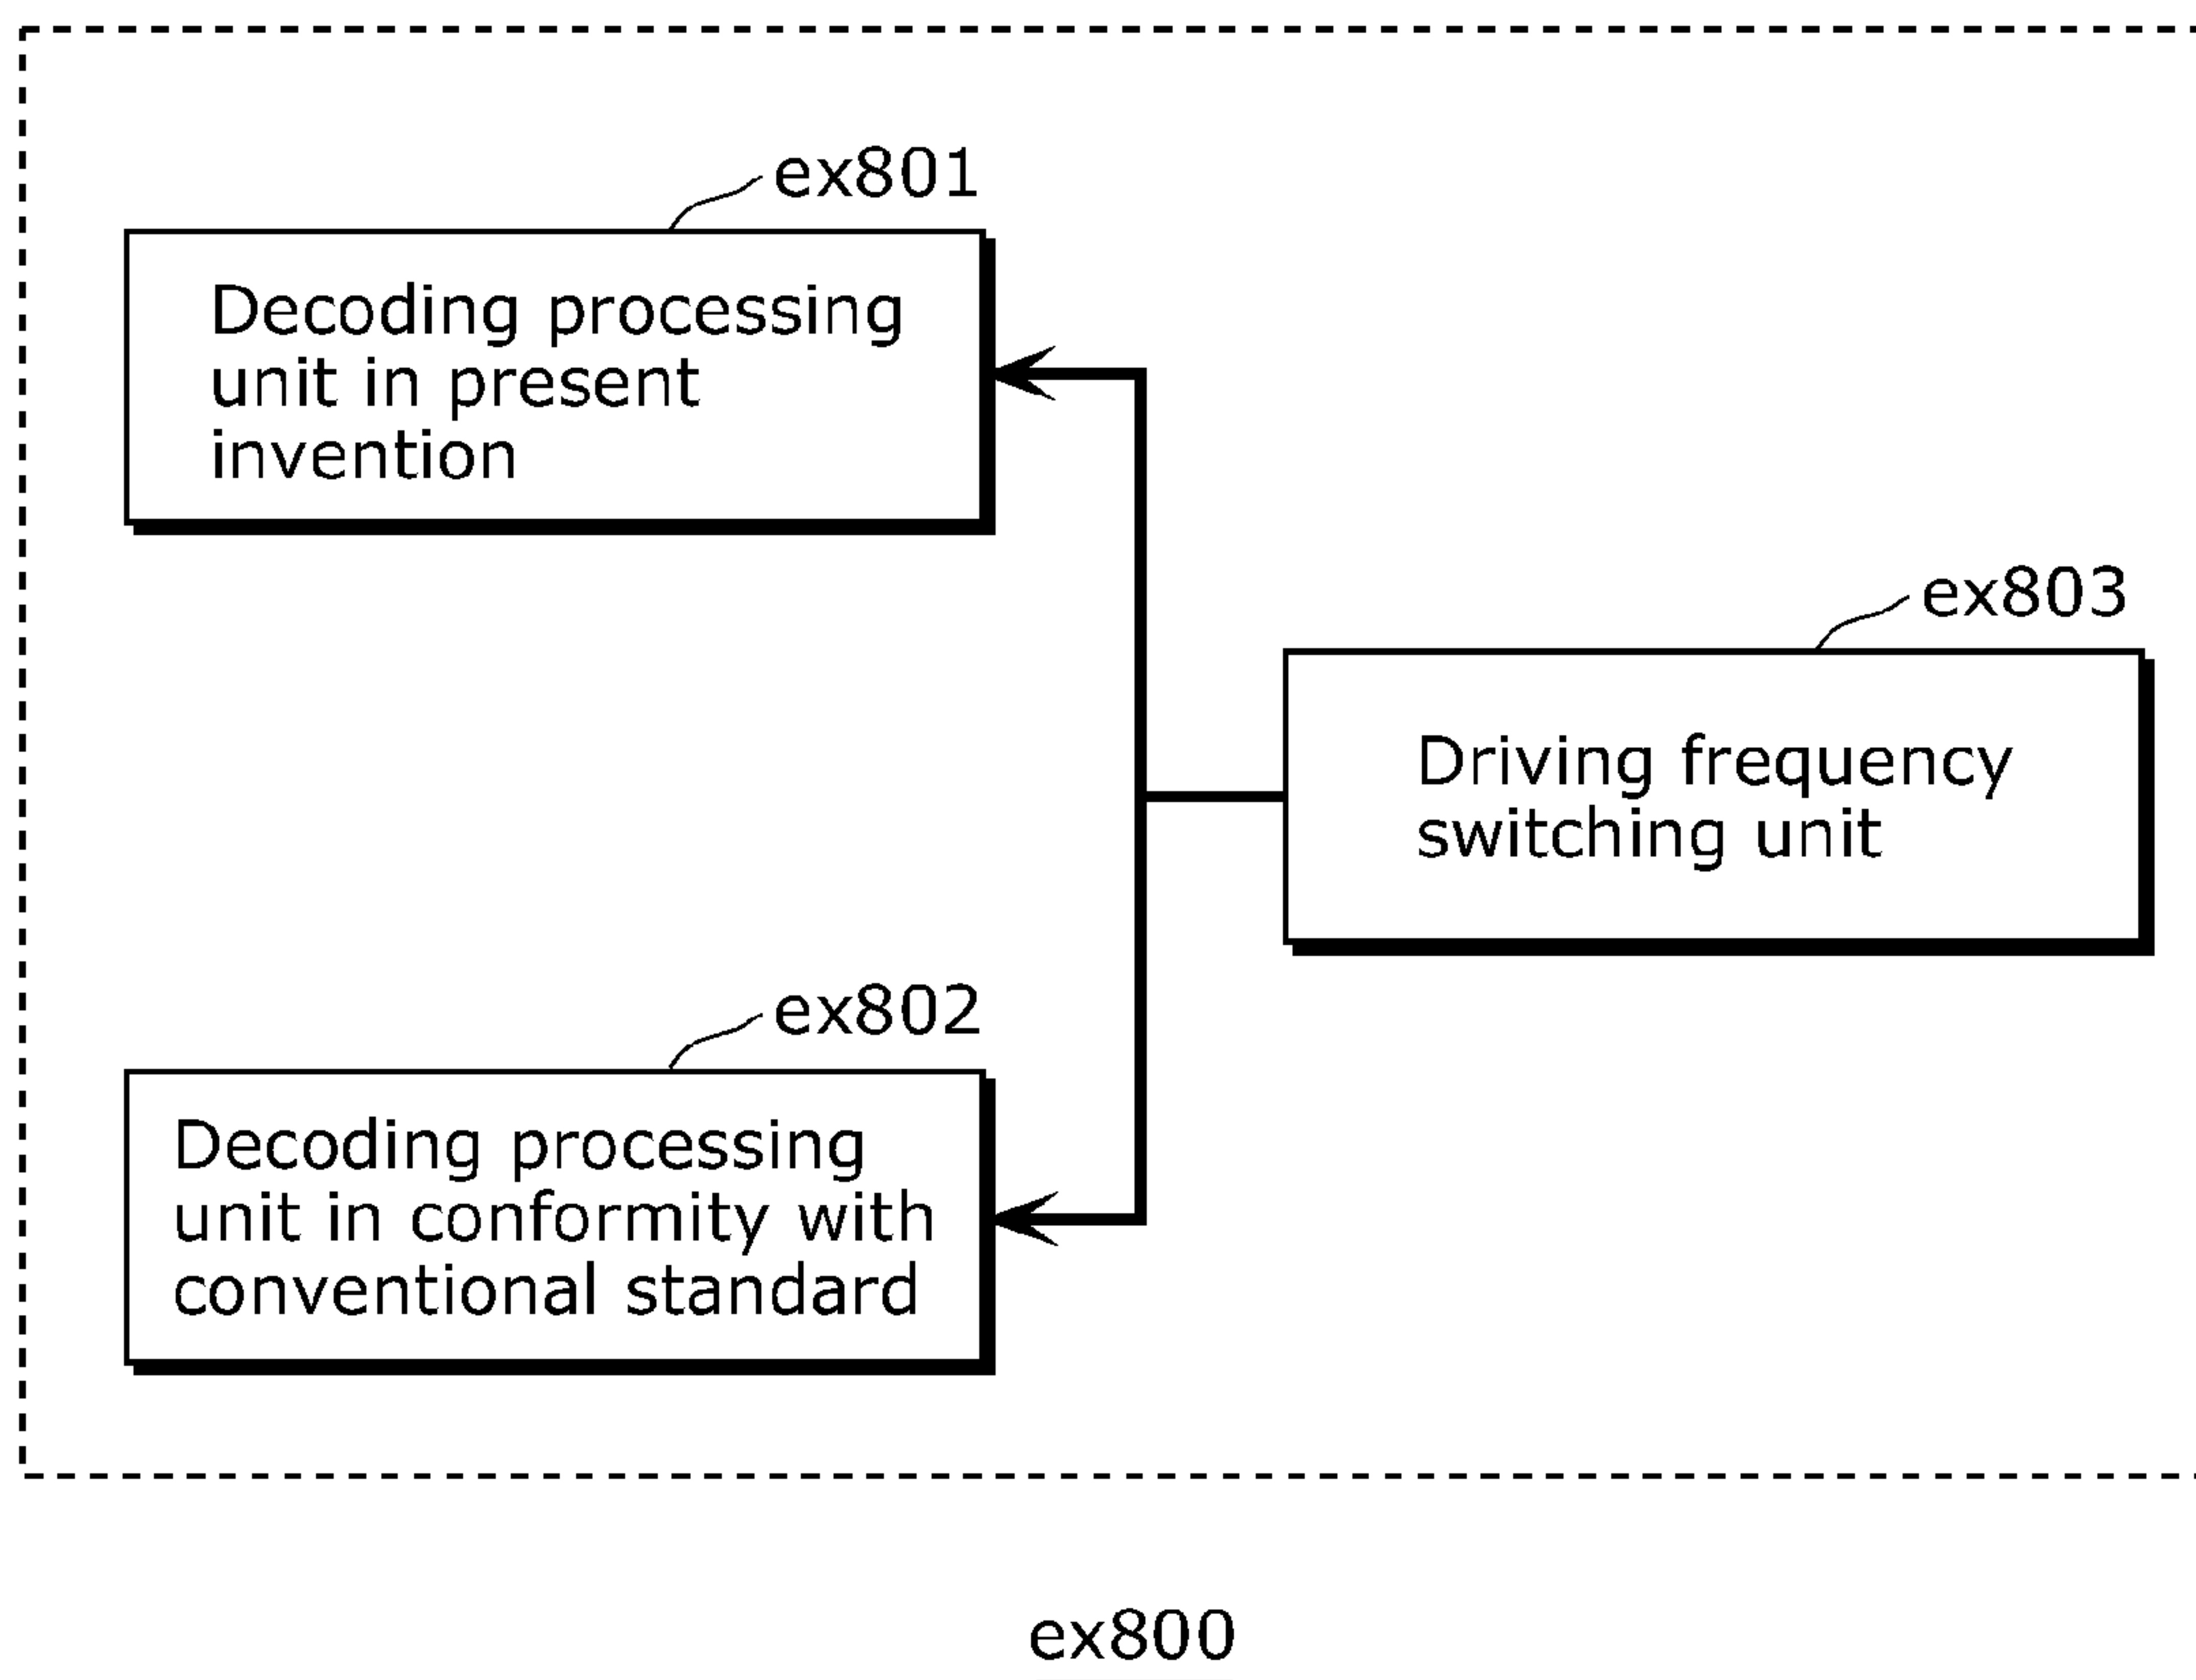 ex801
Decoding processing
unit in present
invention
ex803
Driving frequency
switching unit
ex802
Decoding processing
unit in conformity with
conventional standard
ex800